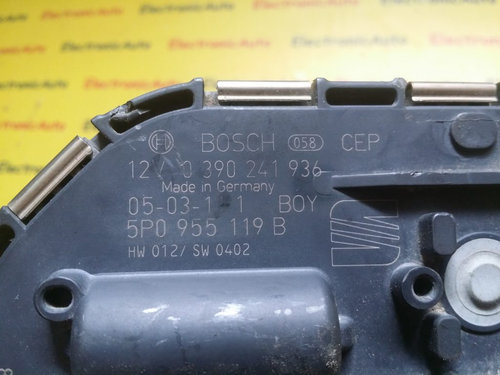 BOSCH 058 CEP
12V 0 390 241 936
Made in Germany
05-03-1 1 BOY
5P0 955 119 B
HW 012/ SW 0402